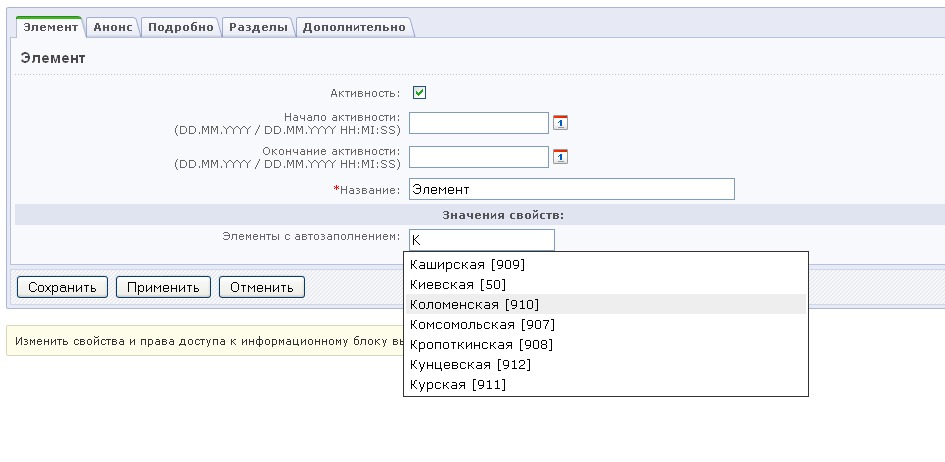 Элемент Анонс Подробно Разделы Дополнительно
Элемент
Активность:
Начало активности:
(DD.MM.YYYY / DD.MM.YYYY HH:MI:SS)
1
Окончание активности:
(DD.MM.YYYY / DD.MM.YYYY HH:MI:SS)
1
*Название: Элемент
Значения свойств:
Элементы с автозаполнением: К
Каширская [909]
Киевская [50]
Коломенская [910]
Комсомольская [907]
Кропоткинская [908]
Кунцевская [912]
Курская [911]
Сохранить Применить Отменить
Изменить свойства и права доступа к информационному блоку вы